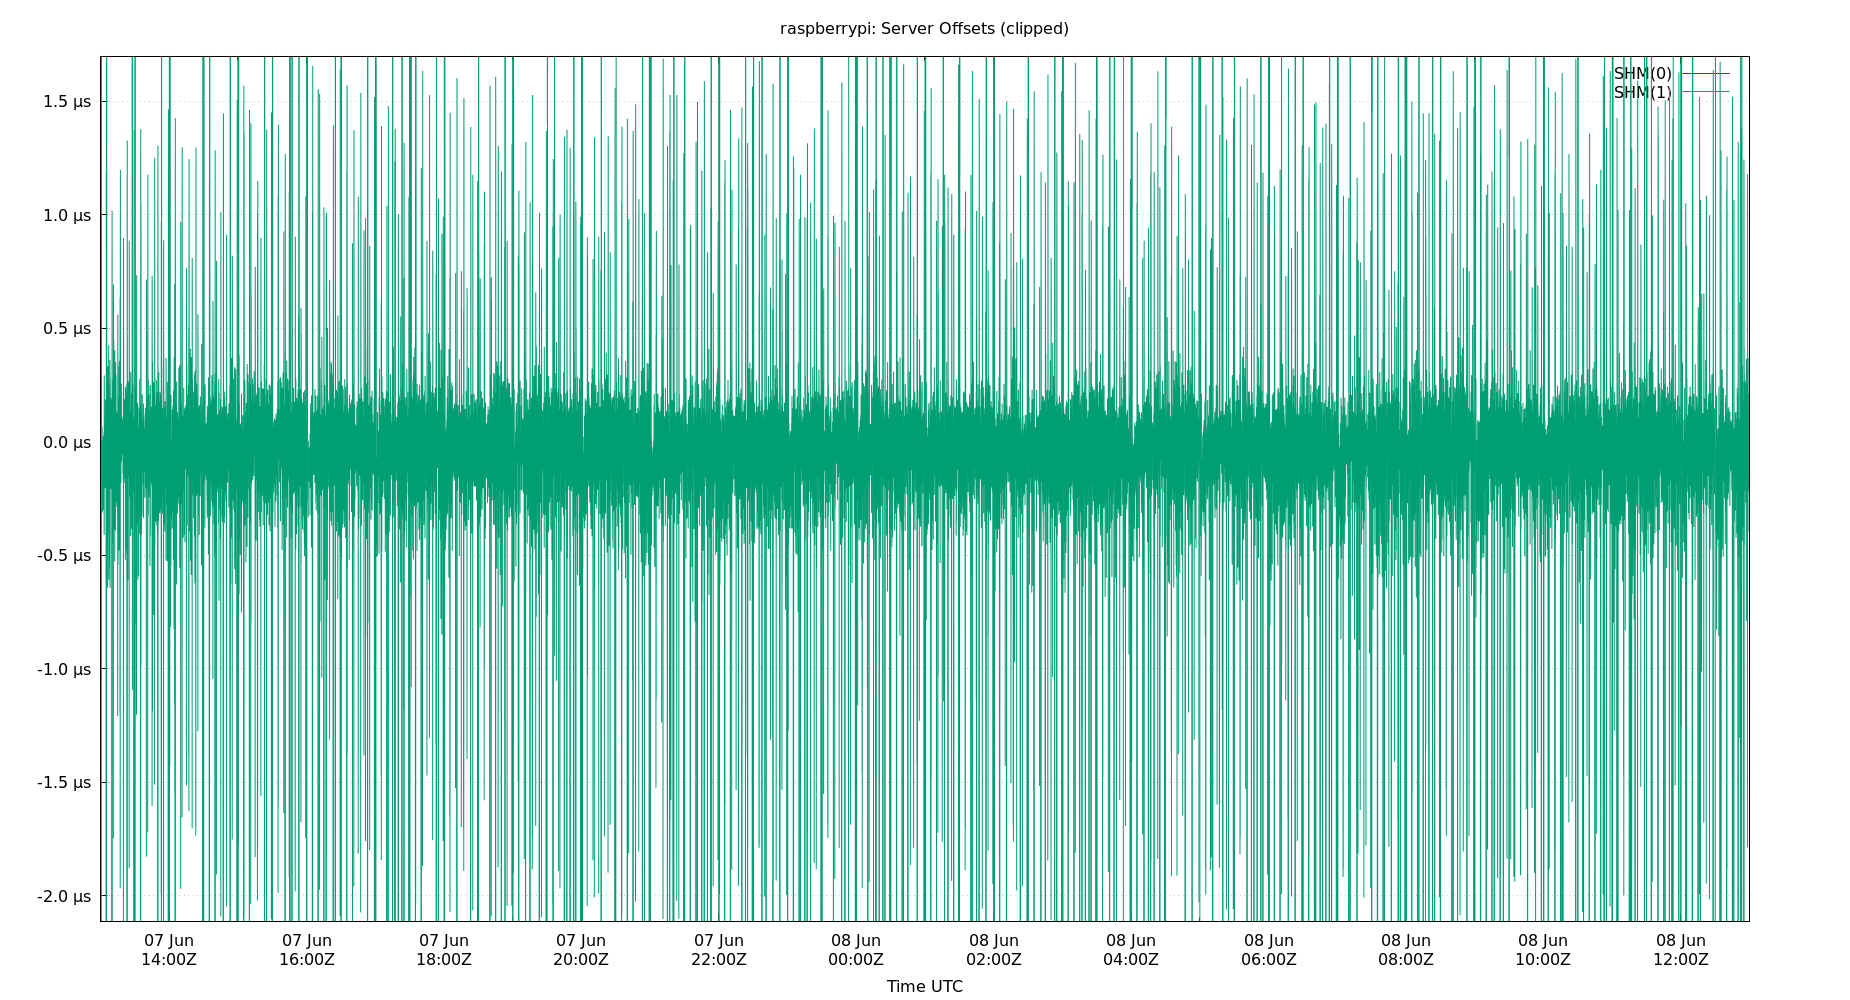 raspberrypi: Server Offsets (clipped)
SHM(0)
SHM(1)
1.5 µs
1.0 µs
0.5 µs
0.0 µs
-0.5 µs
-1.0 µs
-1.5 µs
-2.0 µs
07 Jun 07 Jun 07 Jun 07 Jun 07 Jun 08 Jun 08 Jun 08 Jun 08 Jun 08 Jun 08 Jun 08 Jun
14:00Z 16:00Z 18:00Z 20:00Z 22:00Z 00:00Z 02:00Z 04:00Z 06:00Z 08:00Z 10:00Z 12:00Z
Time UTC